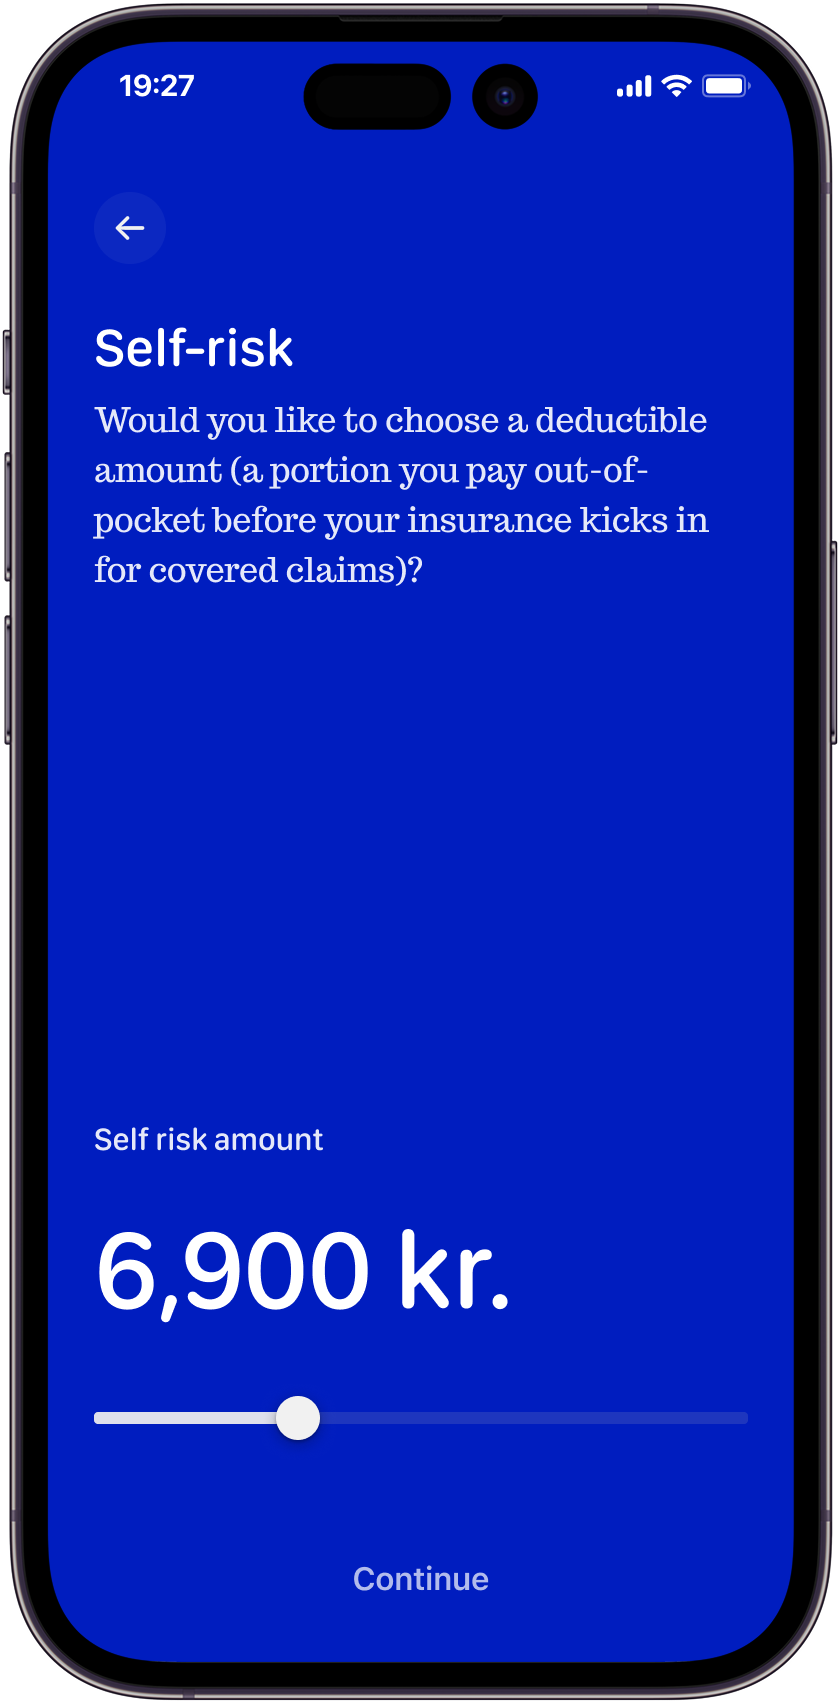 19:27
Self-risk
Would you like to choose a deductible
amount (a portion you pay out-of-
pocket before your insurance kicks in
for covered claims)?
Self risk amount
6,900 kr.
Continue